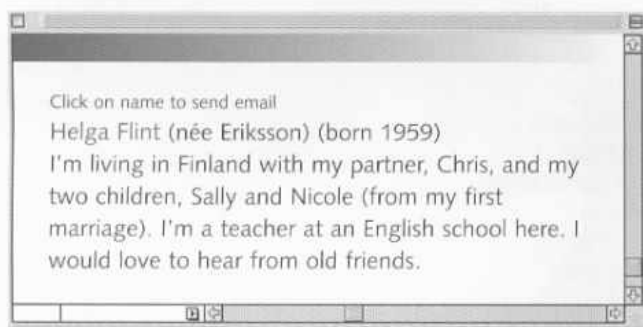 Click on name to send email
Helga Flint (née Eriksson) (born 1959)
I'm living in Finland with my partner, Chris, and my
two children, Sally and Nicole (from my first
marriage). I'm a teacher at an English school here. I
would love to hear from old friends.